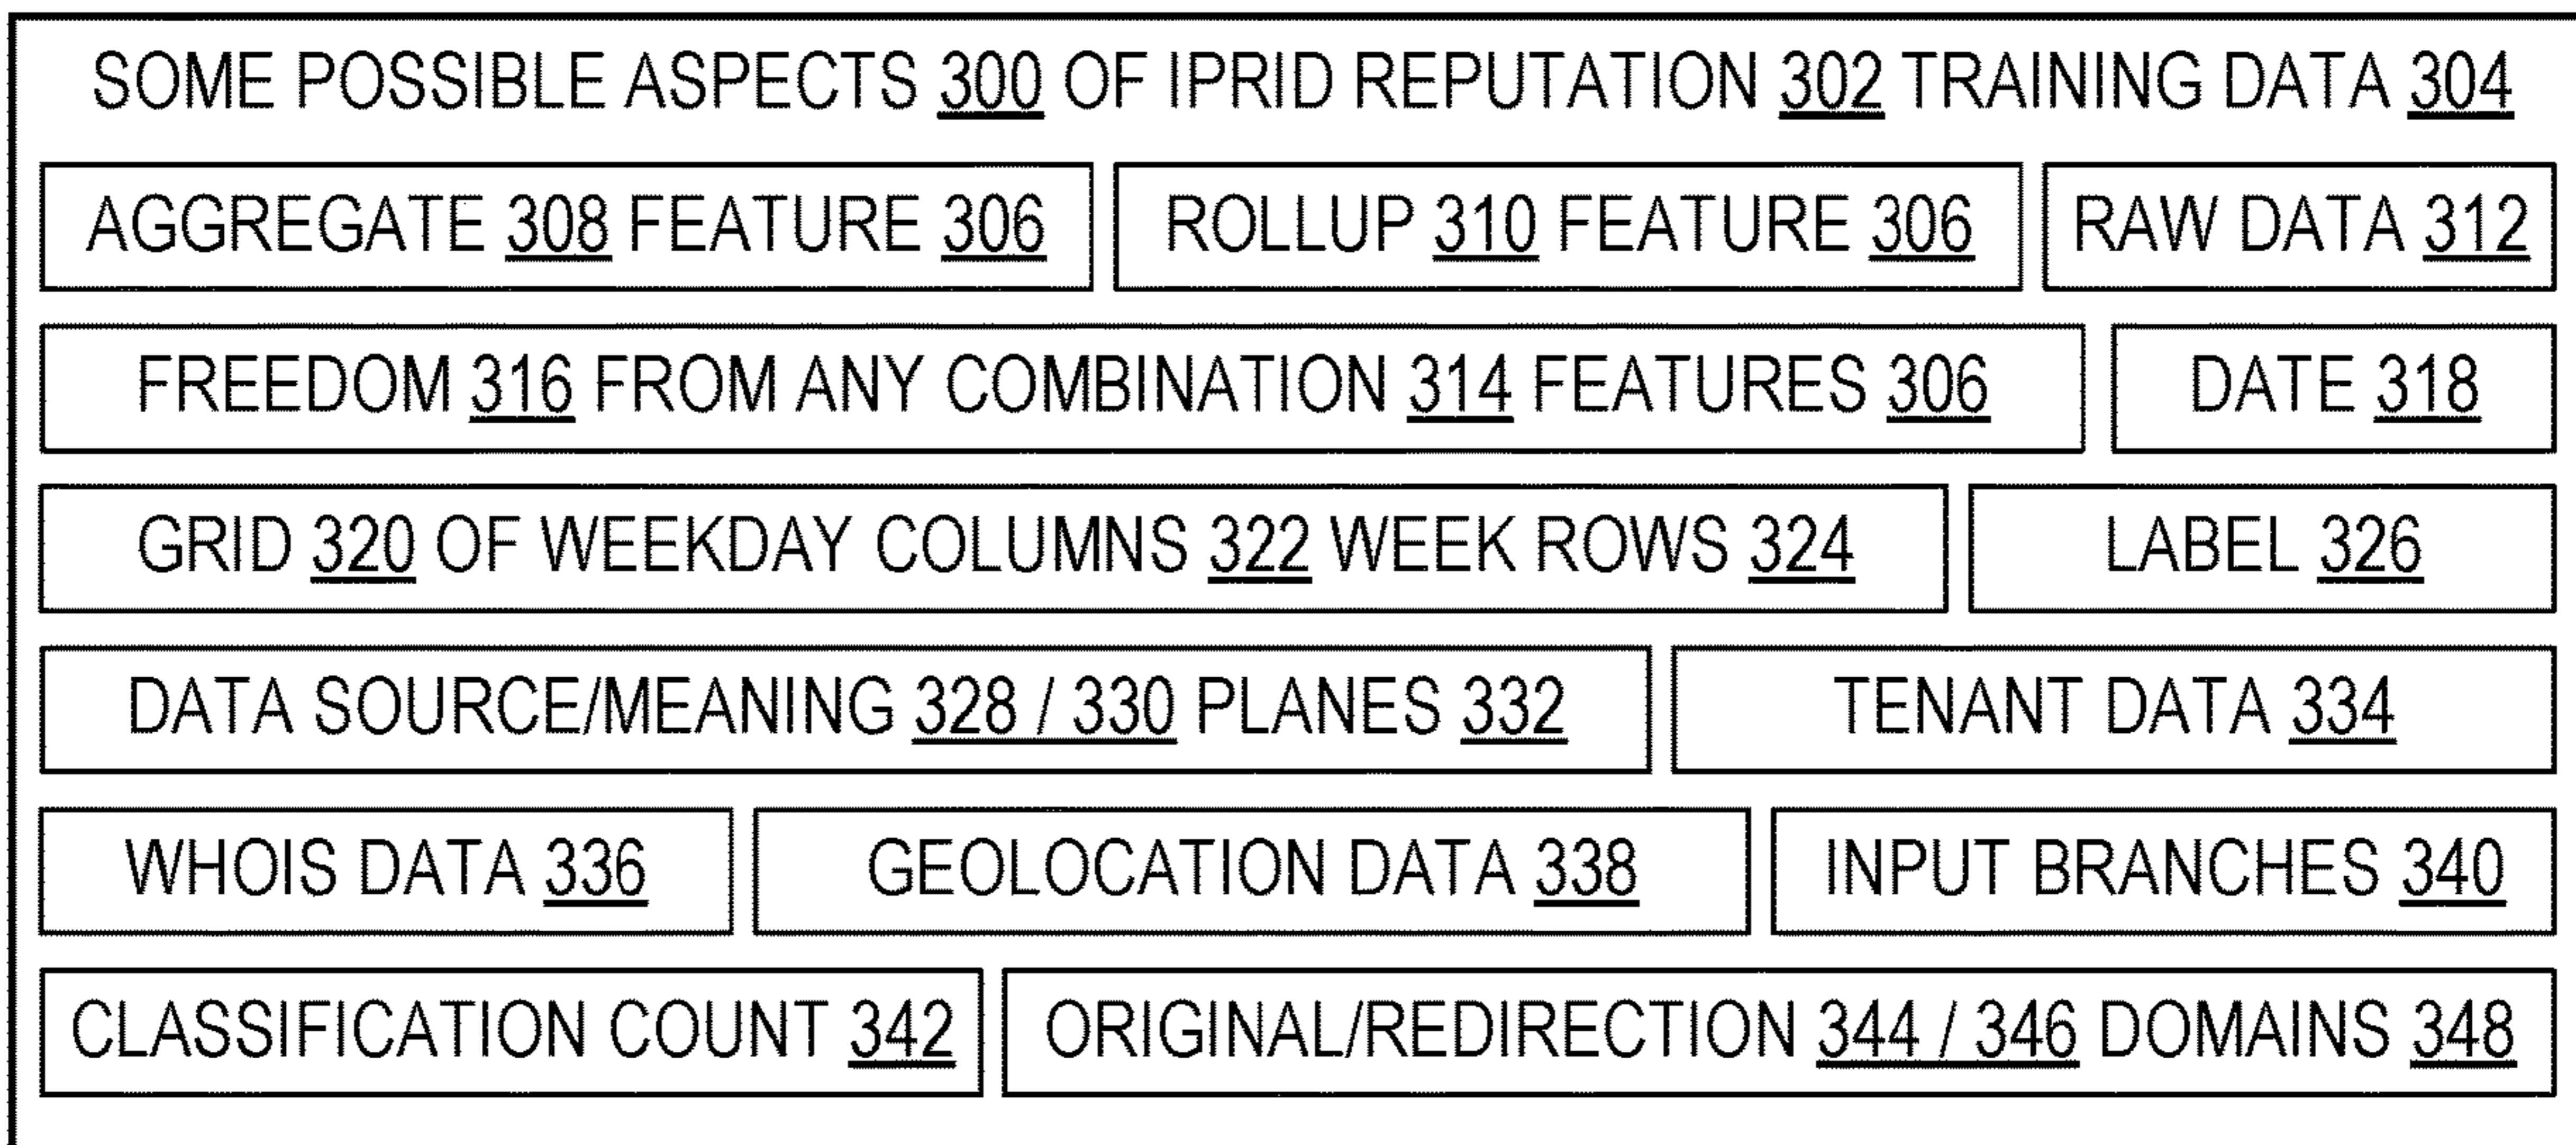 SOME POSSIBLE ASPECTS 300 OF IPRID REPUTATION 302 TRAINING DATA 304
AGGREGATE 308 FEATURE 306
ROLLUP 310 FEATURE 306
RAW DATA 312
FREEDOM 316 FROM ANY COMBINATION 314 FEATURES 306
DATE 318
GRID 320 OF WEEKDAY COLUMNS 322 WEEK ROWS 324
LABEL 326
DATA SOURCE/MEANING 328 / 330 PLANES 332
TENANT DATA 334
WHOIS DATA 336
GEOLOCATION DATA 338
INPUT BRANCHES 340
CLASSIFICATION COUNT 342
ORIGINAL/REDIRECTION 344 / 346 DOMAINS 348